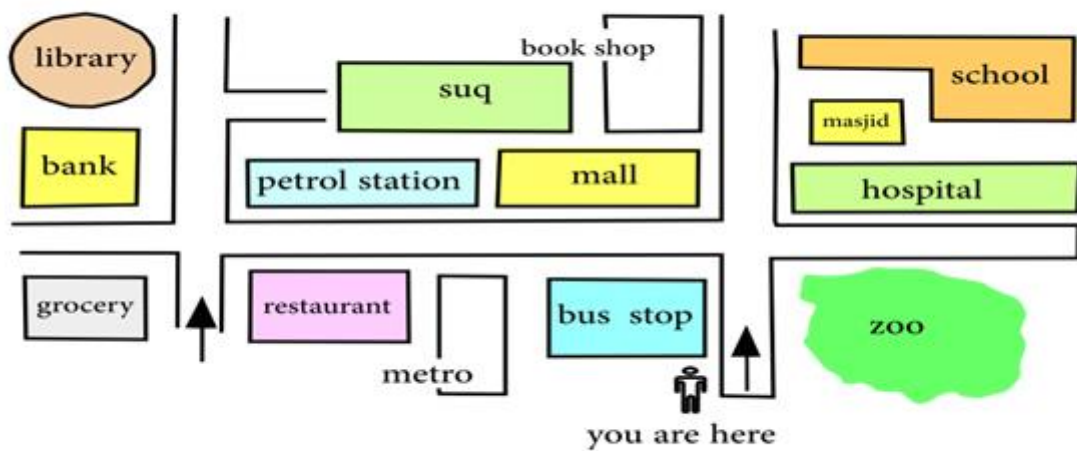 library
book shop
suq
school
masjid
bank
petrol station
mall
hospital
grocery
restaurant
bus stop
zoo
metro
you are here